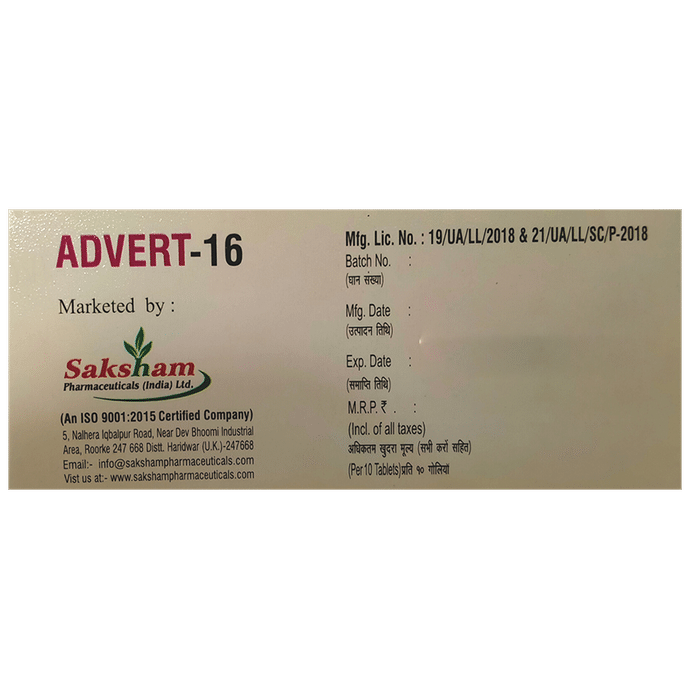 ADVERT-16
Marketed by :
Saksham
Pharmaceuticals (India) Ltd.
(An ISO 9001:2015 Certified Company)
5, Nalhera Iqbalpur Road, Near Dev Bhoomi Industrial
Area, Roorke 247 668 Distt. Haridwar (U.K.)-247668
Email:- info@sakshampharmaceuticals.com
Vist us at:- www.sakshampharmaceuticals.com
Mfg. Lic. No. : 19/UA/LL/2018 & 21/UA/LL/SC/P-2018
Batch No. :
(घान संख्या)
Mfg. Date :
(उत्पादन तिथि)
Exp. Date :
(समाप्ति तिथि)
M.R.P. ₹ . :
(Incl. of all taxes)
अधिकतम खुदरा मूल्य (सभी करों सहित)
(Per 10 Tablets) प्रति १० गोलियां